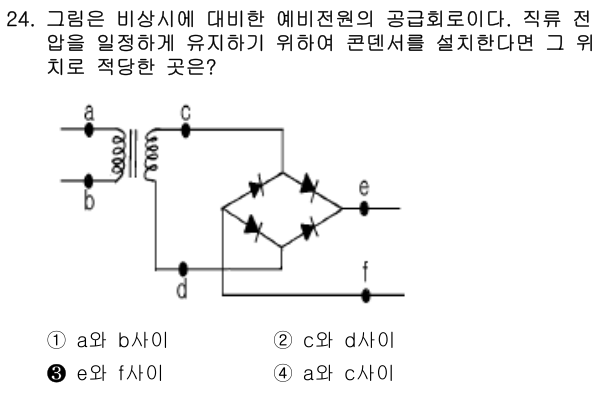 24. 그림은 비상시에 대비한 예비전원의 공급회로이다. 직류 전
압을 일정하게 유지하기 위하여 콘덴서를 설치한다면 그 위
치로 적당한 곳은?
a
c
b
e
d
f
① a와 b사이
② c와 d사이
❸ e와 f사이
④ a와 c사이